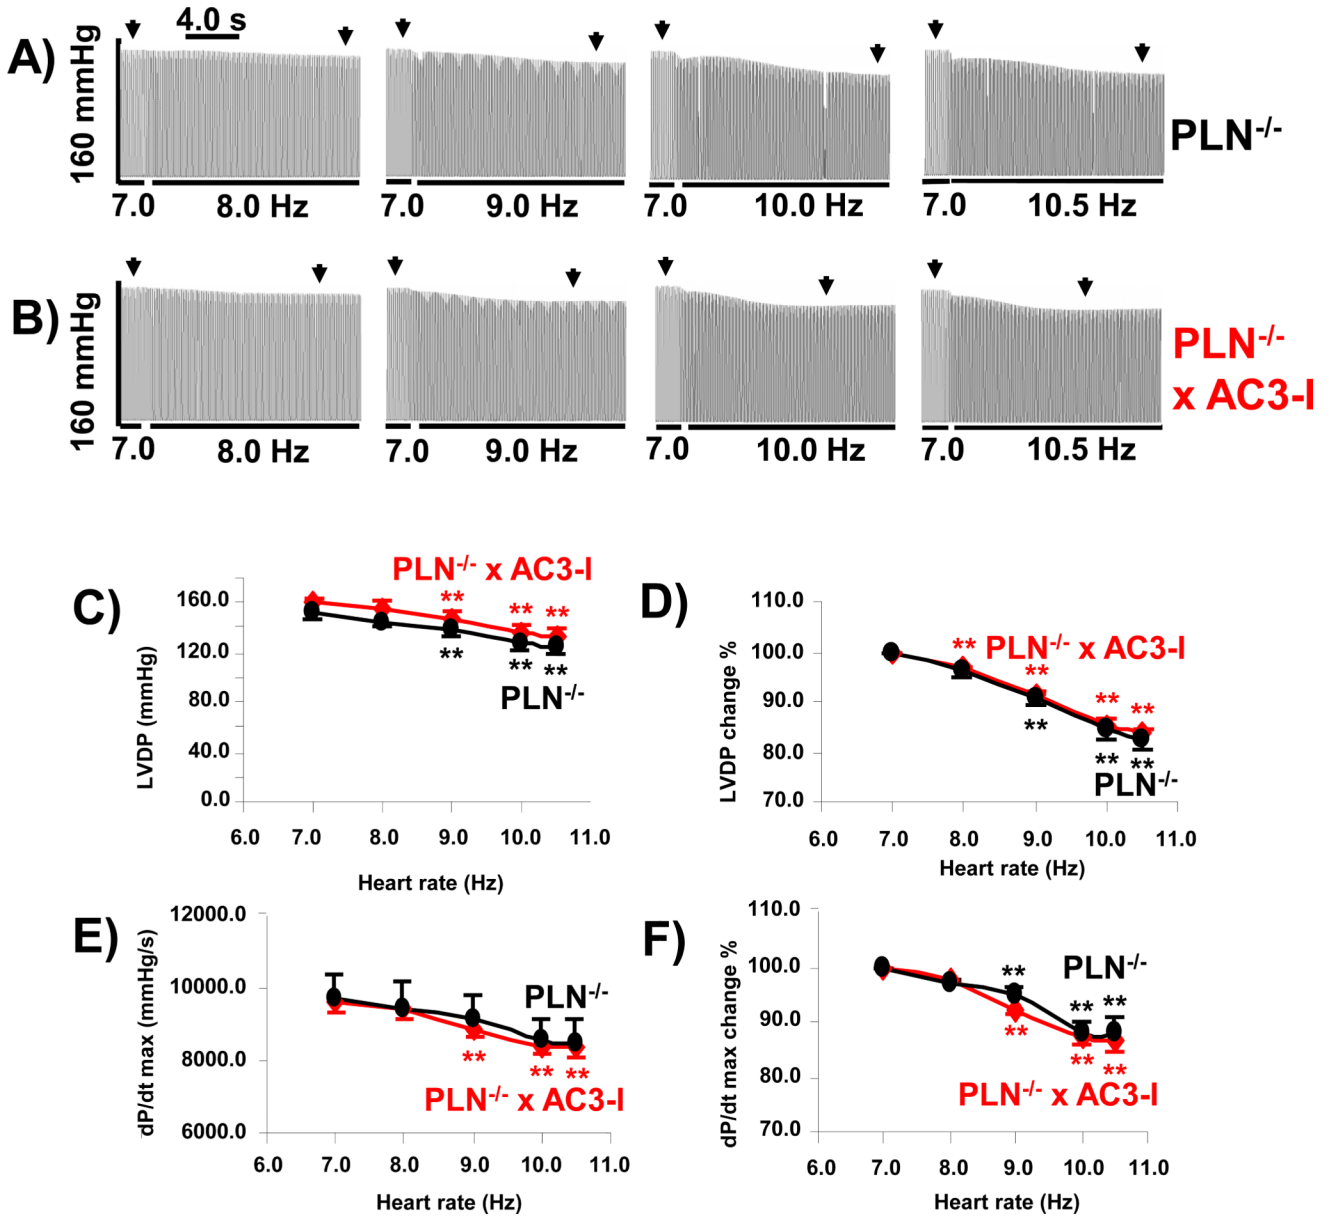 A)
160 mmHg
4.0 s
7.0 8.0 Hz
7.0 9.0 Hz
7.0 10.0 Hz
7.0 10.5 Hz
PLN-/-
B)
160 mmHg
7.0 8.0 Hz
7.0 9.0 Hz
7.0 10.0 Hz
7.0 10.5 Hz
PLN-/-
x AC3-I
C)
LVDP (mmHg)
160.0
120.0
80.0
40.0
0.0
PLN-/- x AC3-I
** ** **
** ** **
PLN-/-
6.0 7.0 8.0 9.0 10.0 11.0
Heart rate (Hz)
D)
LVDP change %
110.0
100.0
90.0
80.0
70.0
PLN-/- x AC3-I
** ** ** **
** ** **
PLN-/-
6.0 7.0 8.0 9.0 10.0 11.0
Heart rate (Hz)
E)
dP/dt max (mmHg/s)
12000.0
10000.0
8000.0
6000.0
PLN-/-
** ** **
PLN-/- x AC3-I
6.0 7.0 8.0 9.0 10.0 11.0
Heart rate (Hz)
F)
dP/dt max change %
110.0
100.0
90.0
80.0
70.0
PLN-/-
** ** **
** ** **
PLN-/- x AC3-I
6.0 7.0 8.0 9.0 10.0 11.0
Heart rate (Hz)